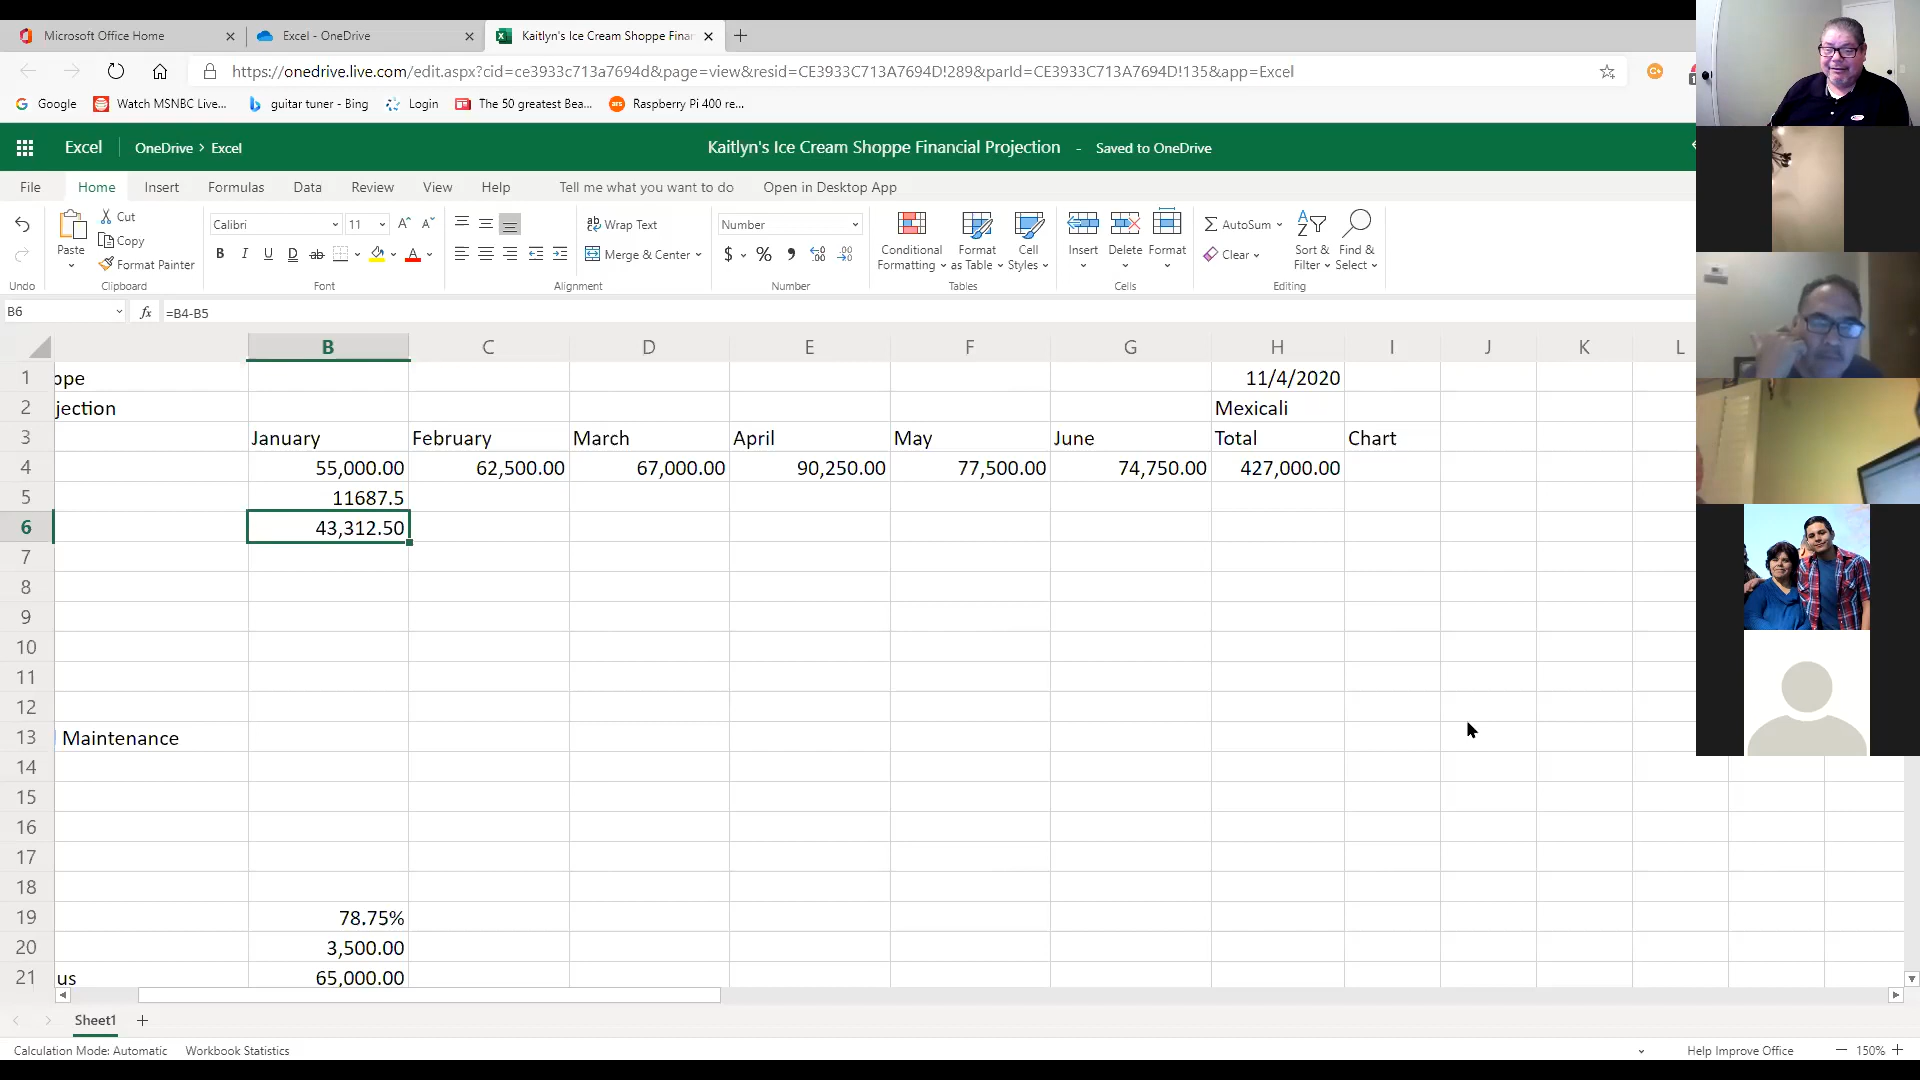 Microsoft Office Home
Excel - OneDrive
Kaitlyn's Ice Cream Shoppe Finan
https://onedrive.live.com/edit.aspx?cid=ce3933c713a7694d&page=view&resid=CE3933C713A7694D!289&parId=CE3933C713A7694D!135&app=Excel
Google
Watch MSNBC Live...
guitar tuner - Bing
Login
The 50 greatest Bea...
Raspberry Pi 400 re...
Excel
OneDrive > Excel
Kaitlyn's Ice Cream Shoppe Financial Projection - Saved to OneDrive
File Home Insert Formulas Data Review View Help Tell me what you want to do Open in Desktop App
Paste
Cut
Copy
Format Painter
Calibri 11
B I U D ab
Wrap Text
Merge & Center
Number
$ % 9
Conditional Formatting
Format as Table
Cell Styles
Insert
Delete
Format
AutoSum
Clear
Sort & Filter
Find & Select
Undo Clipboard Font Alignment Number Tables Cells Editing
B6 fx =B4-B5
B C D E F G H I J K L
1 ppe 11/4/2020
2 jection Mexicali
3 January February March April May June Total Chart
4 55,000.00 62,500.00 67,000.00 90,250.00 77,500.00 74,750.00 427,000.00
5 11687.5
6 43,312.50
7
8
9
10
11
12
13 Maintenance
14
15
16
17
18
19 78.75%
20 3,500.00
21 us 65,000.00
Sheet1
Calculation Mode: Automatic Workbook Statistics
Help Improve Office
150%